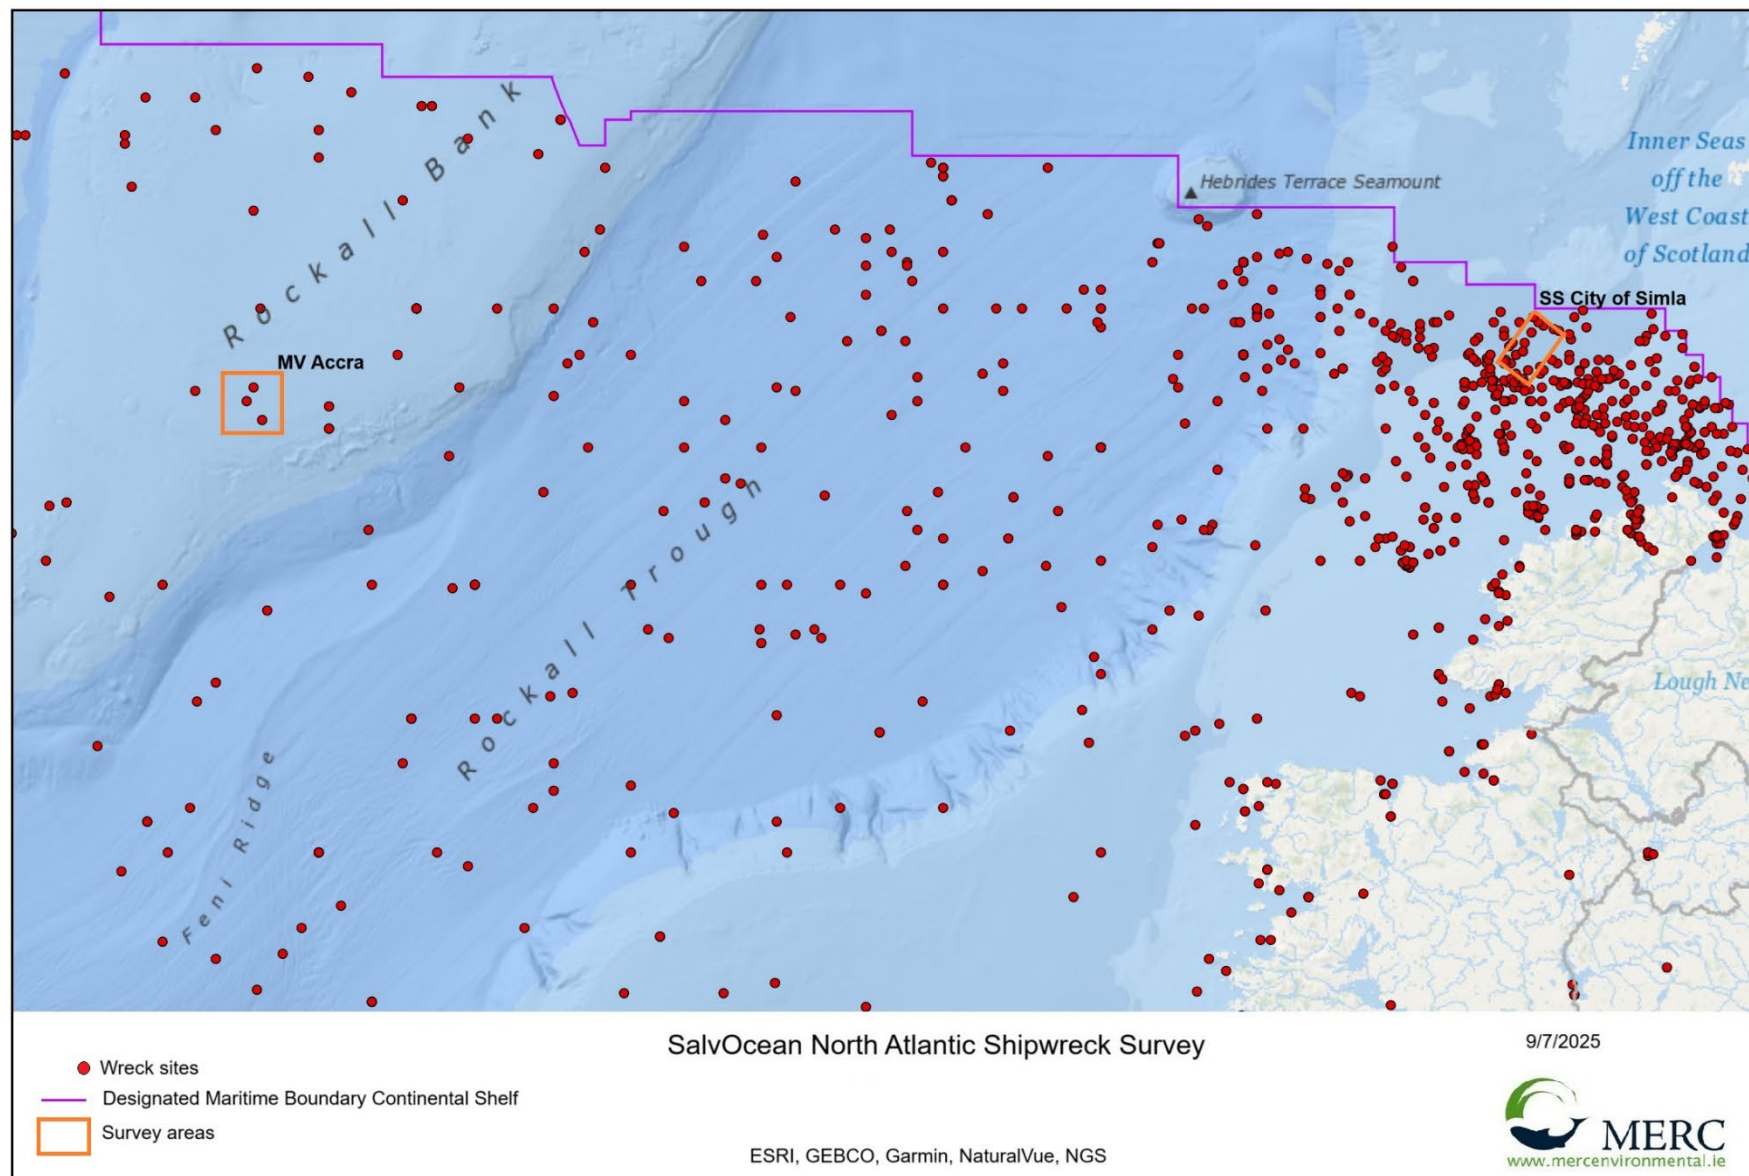 Rockall Bank
Hebrides Terrace Seamount
Inner Seas
off the
West Coast
of Scotland
SS City of Simla
MV Accra
Rockall Trough
Lough Ne
Feni Ridge
SalvOcean North Atlantic Shipwreck Survey
9/7/2025
Wreck sites
Designated Maritime Boundary Continental Shelf
Survey areas
ESRI, GEBCO, Garmin, NaturalVue, NGS
MERC
www.mercenvironmental.ie